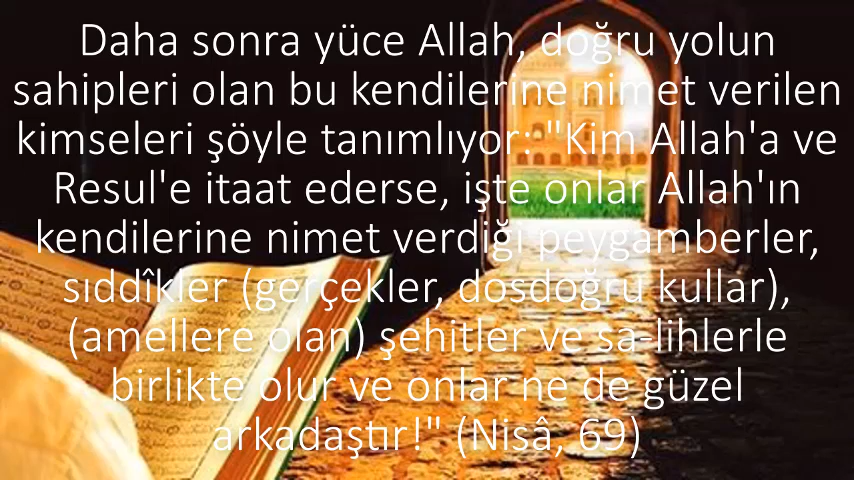 Daha sonra yüce Allah, doğru yolun
sahipleri olan bu kendilerine nimet verilen
kimseleri şöyle tanımlıyor: "Kim Allah'a ve
Resul'e itaat ederse, işte onlar Allah'ın
kendilerine nimet verdiği peygamberler,
sıddîkler (gerçekler, dosdoğru kullar),
(amellere olan) şehitler ve sa-lihlerle
birlikte olur ve onlar ne de güzel
arkadaştır!" (Nisâ, 69)